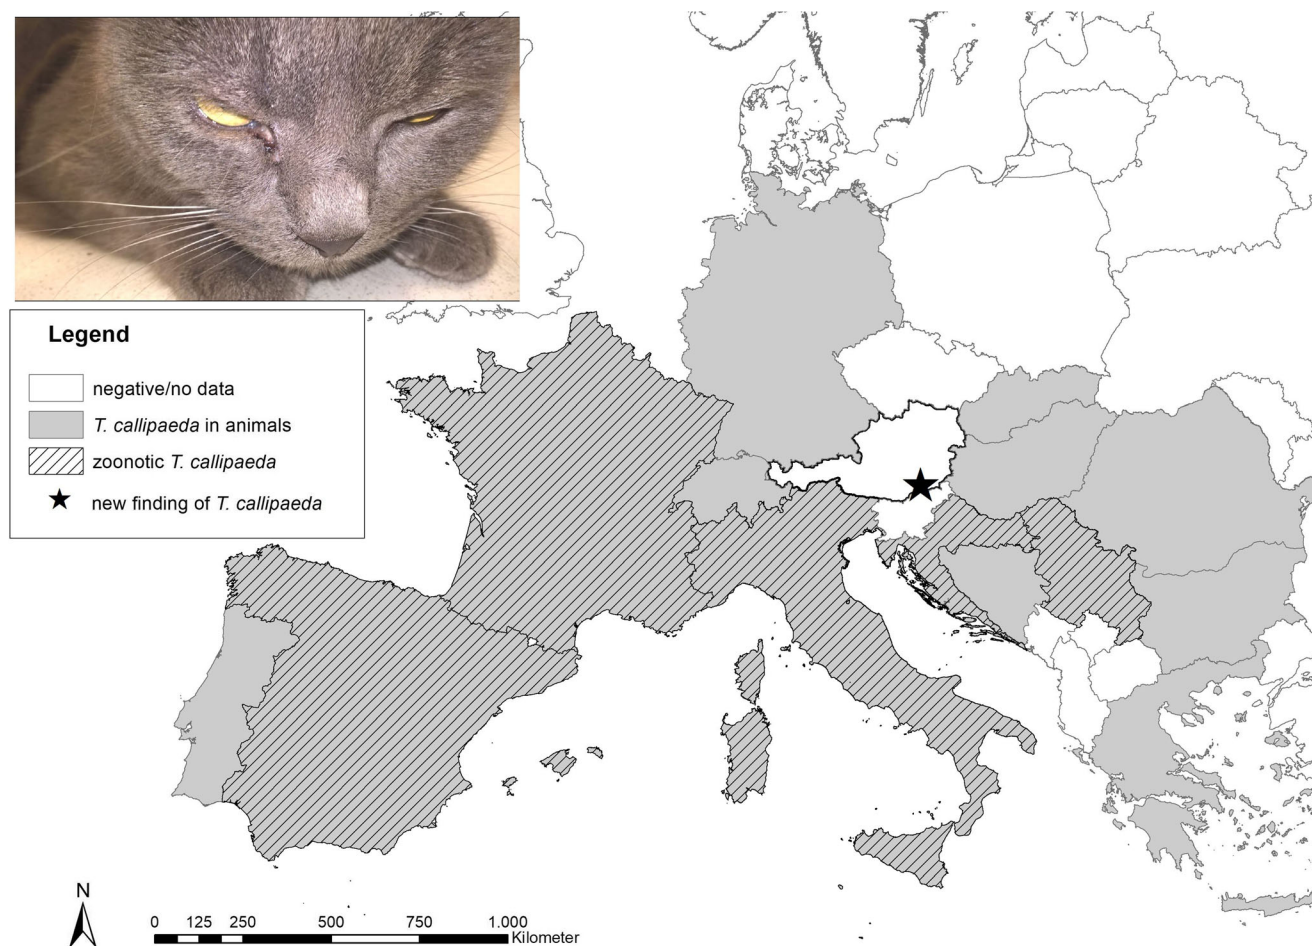 Legend
negative/no data
T. callipaeda in animals
zoonotic T. callipaeda
new finding of T. callipaeda
N
0 125 250 500 750 1.000
Kilometer